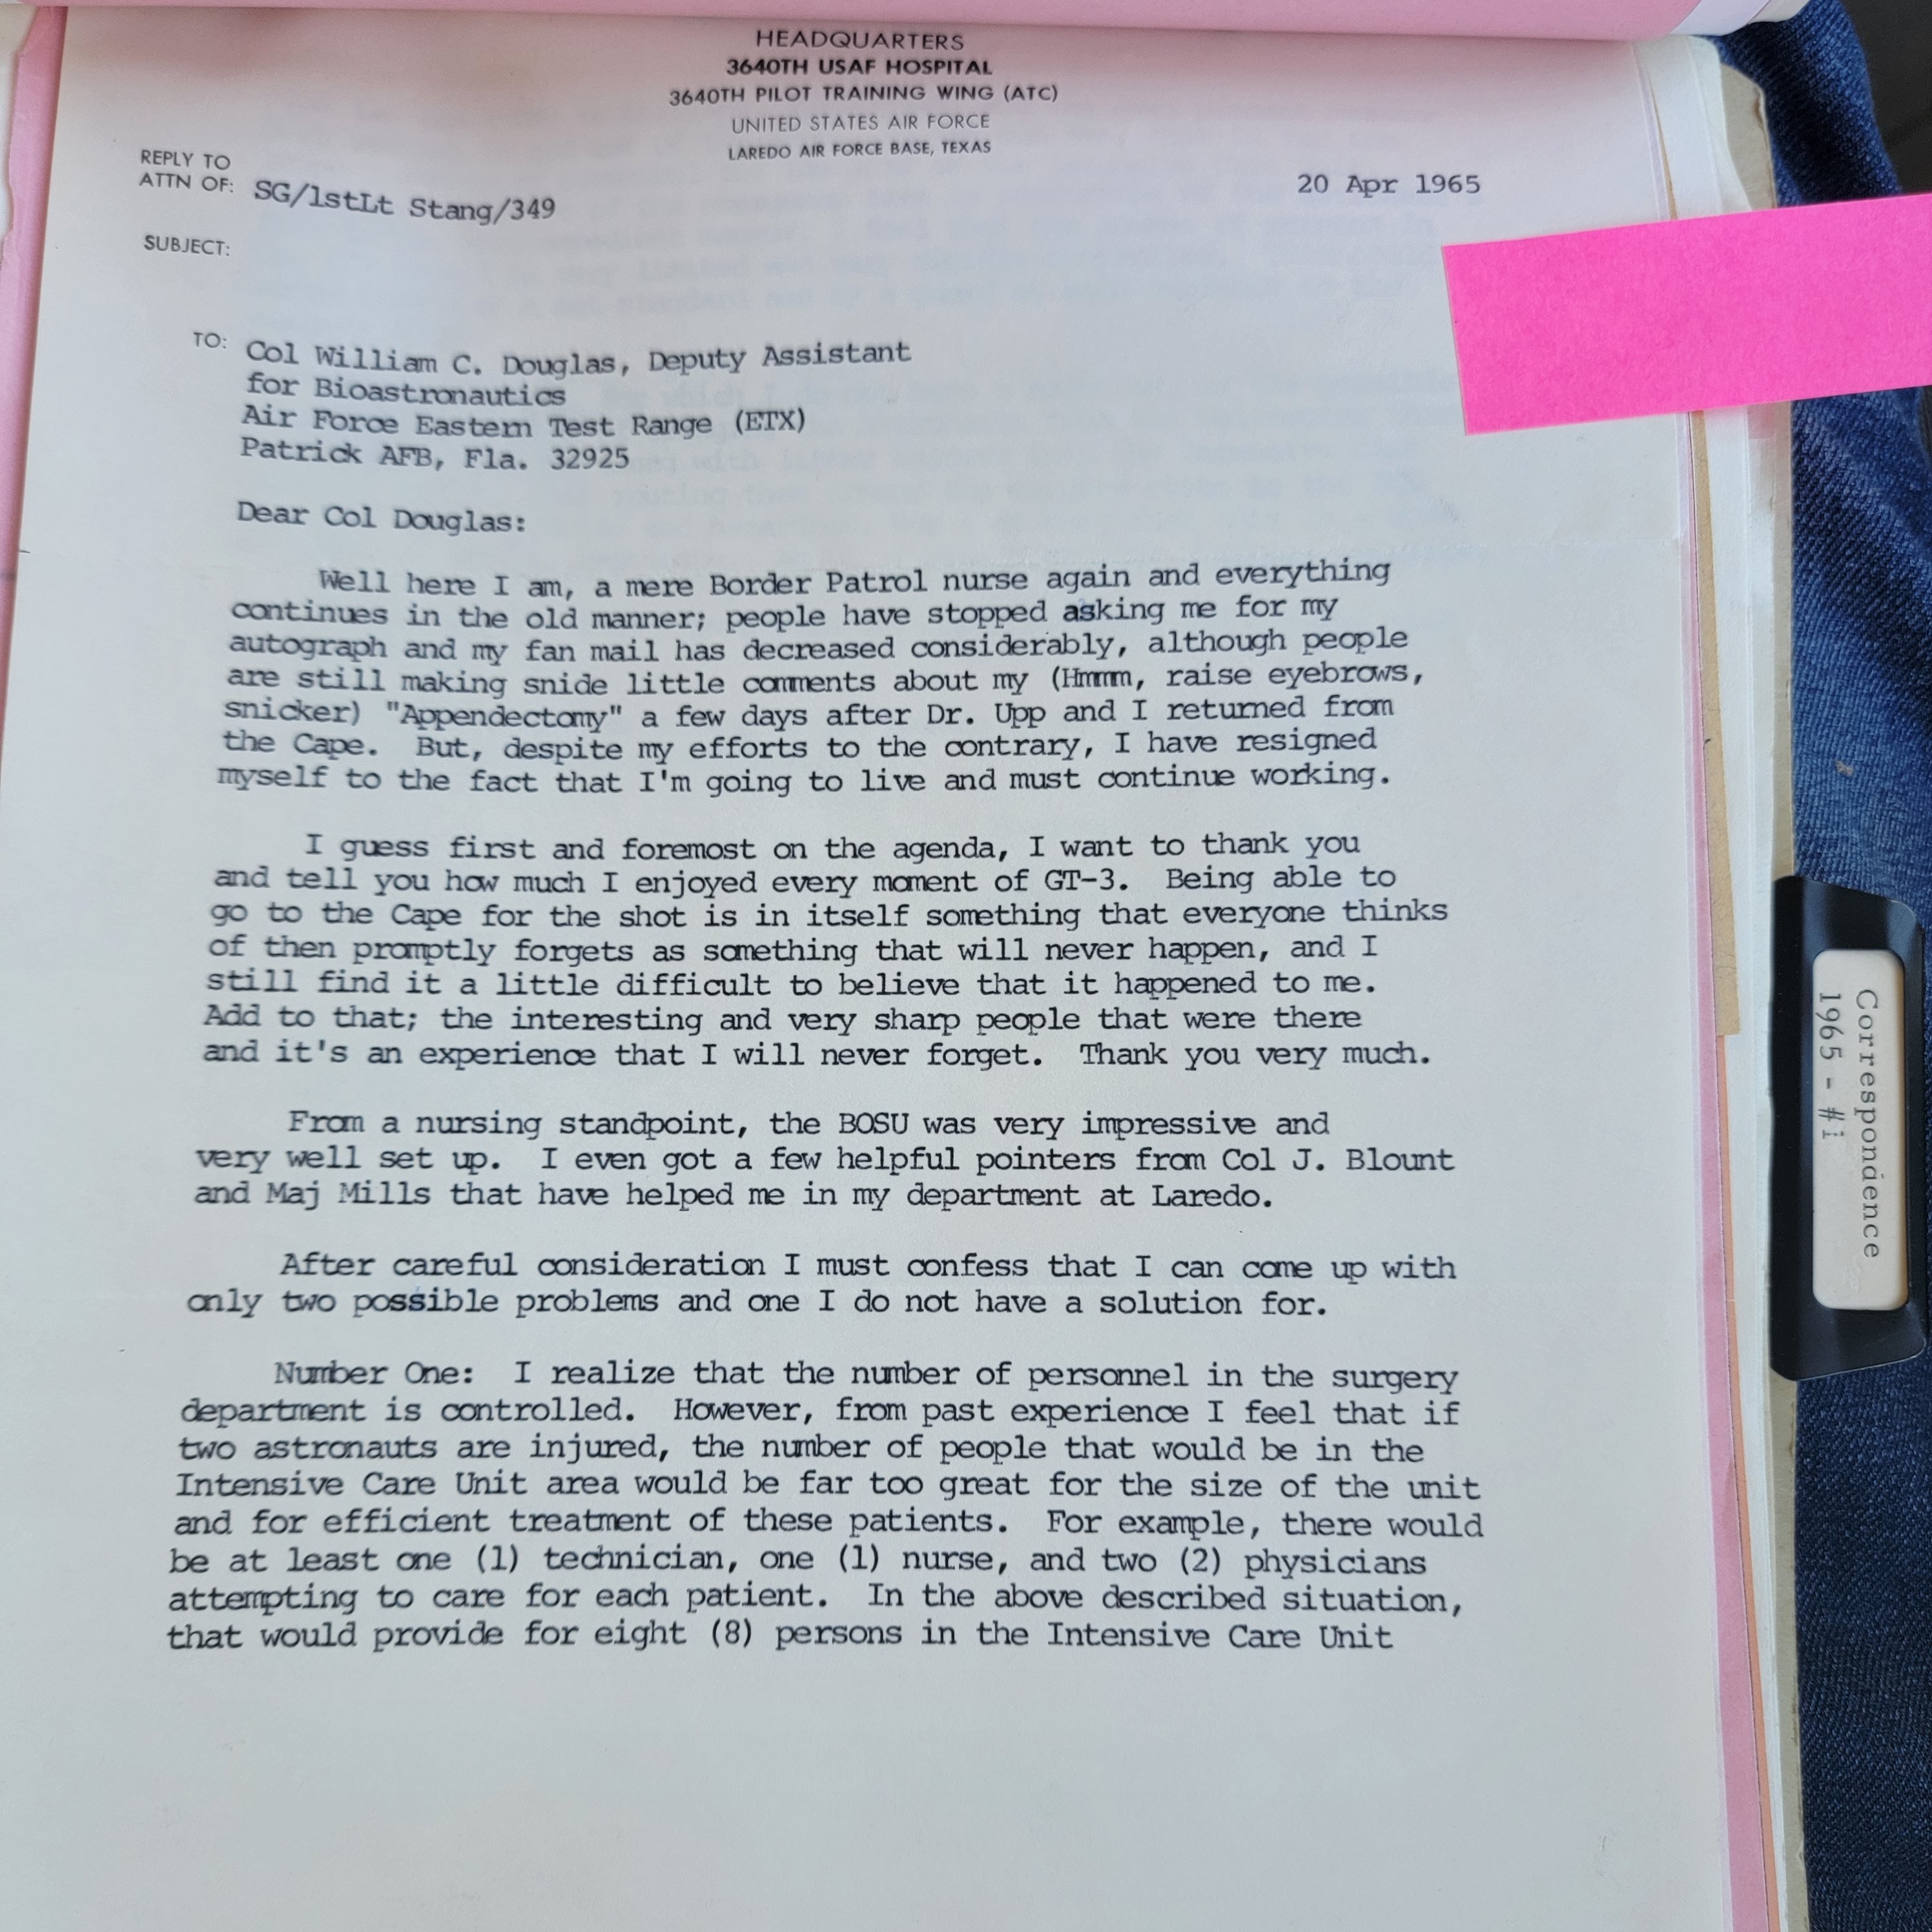 HEADQUARTERS
3640TH USAF HOSPITAL
3640TH PILOT TRAINING WING (ATC)
UNITED STATES AIR FORCE
LAREDO AIR FORCE BASE, TEXAS
REPLY TO
ATTN OF: SG/1stLt Stang/349
20 Apr 1965
SUBJECT:
TO: Col William C. Douglas, Deputy Assistant
for Bioastronautics
Air Force Eastern Test Range (ETX)
Patrick AFB, Fla. 32925
Dear Col Douglas:
Well here I am, a mere Border Patrol nurse again and everything
continues in the old manner; people have stopped asking me for my
autograph and my fan mail has decreased considerably, although people
are still making snide little comments about my (Hmmm, raise eyebrows,
snicker) "Appendectomy" a few days after Dr. Upp and I returned from
the Cape. But, despite my efforts to the contrary, I have resigned
myself to the fact that I'm going to live and must continue working.
I guess first and foremost on the agenda, I want to thank you
and tell you how much I enjoyed every moment of GT-3. Being able to
go to the Cape for the shot is in itself something that everyone thinks
of then promptly forgets as something that will never happen, and I
still find it a little difficult to believe that it happened to me.
Add to that; the interesting and very sharp people that were there
and it's an experience that I will never forget. Thank you very much.
From a nursing standpoint, the BOSU was very impressive and
very well set up. I even got a few helpful pointers from Col J. Blount
and Maj Mills that have helped me in my department at Laredo.
After careful consideration I must confess that I can come up with
only two possible problems and one I do not have a solution for.
Number One: I realize that the number of personnel in the surgery
department is controlled. However, from past experience I feel that if
two astronauts are injured, the number of people that would be in the
Intensive Care Unit area would be far too great for the size of the unit
and for efficient treatment of these patients. For example, there would
be at least one (1) technician, one (1) nurse, and two (2) physicians
attempting to care for each patient. In the above described situation,
that would provide for eight (8) persons in the Intensive Care Unit
Correspondence
1965 - #1